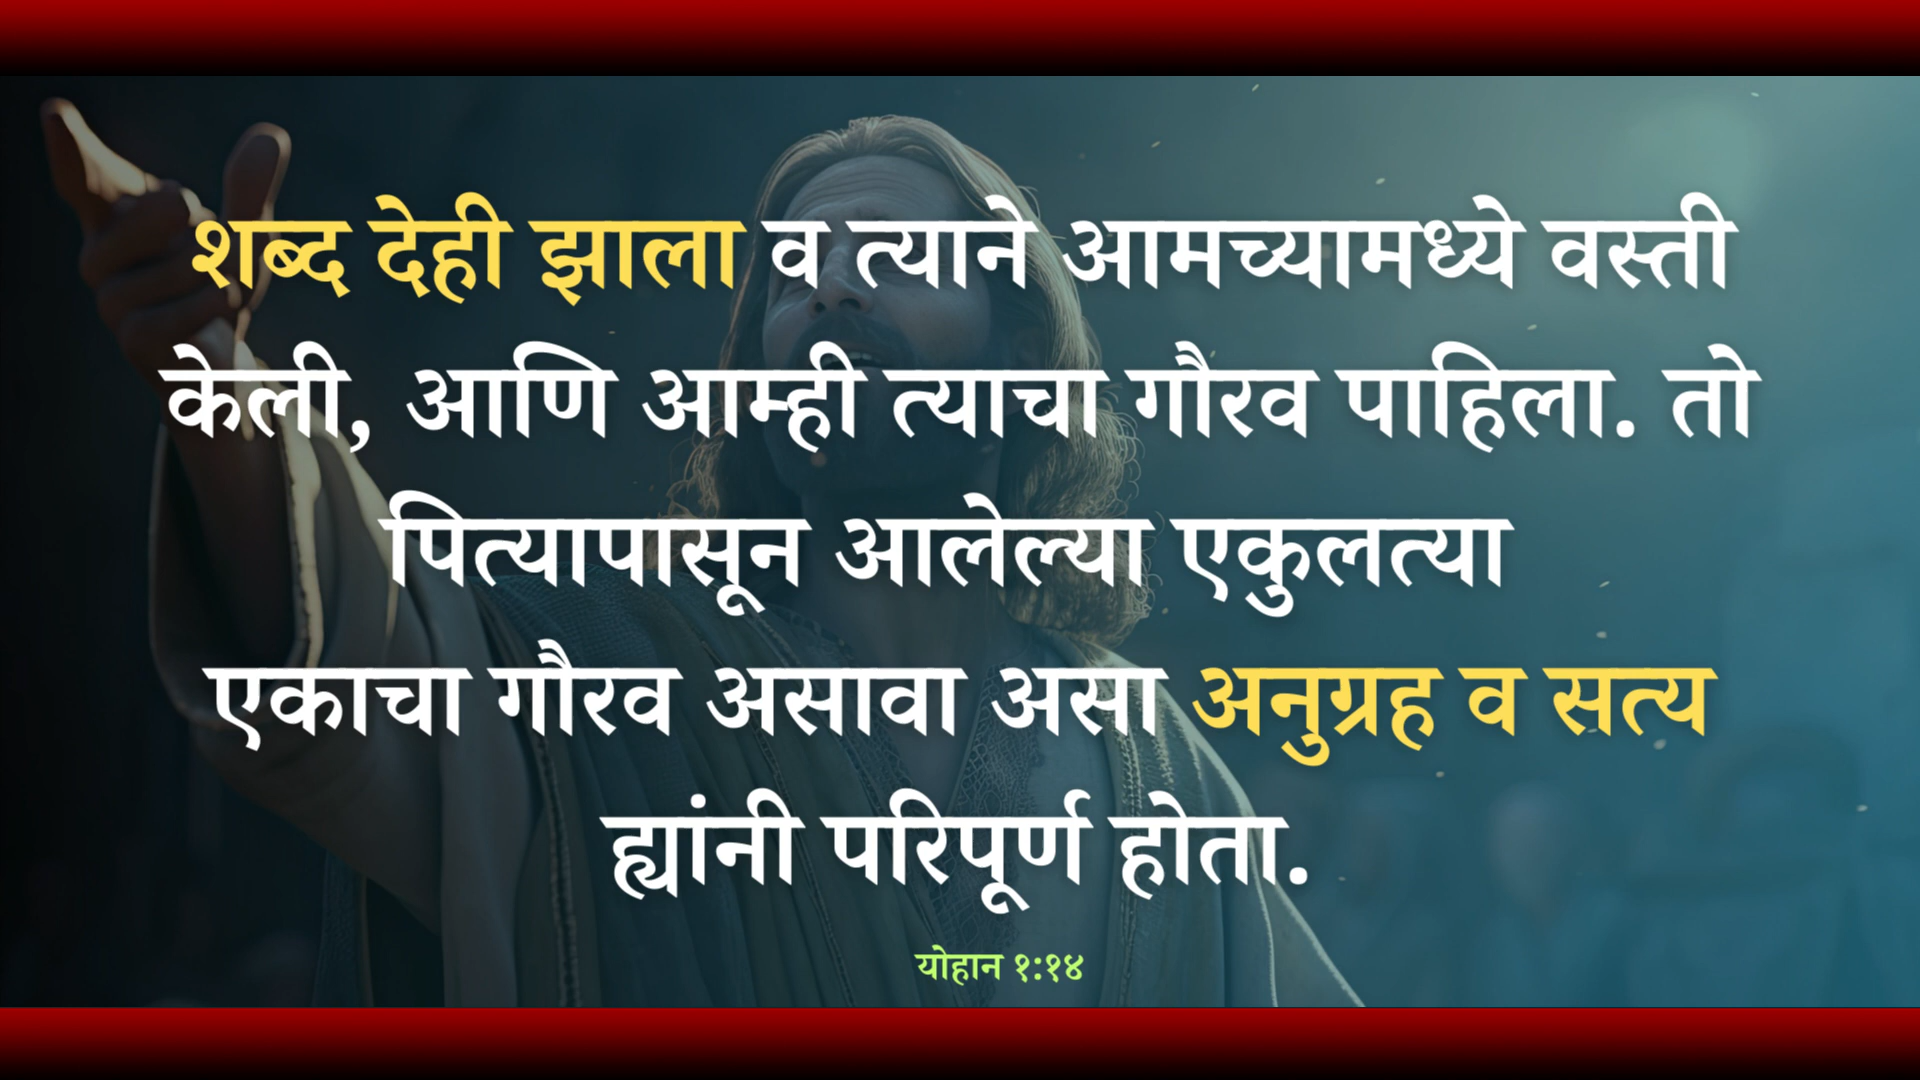 शब्द देही झाला व त्याने आमच्यामध्ये वस्ती
केली, आणि आम्ही त्याचा गौरव पाहिला. तो
पित्यापासून आलेल्या एकुलत्या
एकाचा गौरव असावा असा अनुग्रह व सत्य
ह्यांनी परिपूर्ण होता.
योहान १:१४